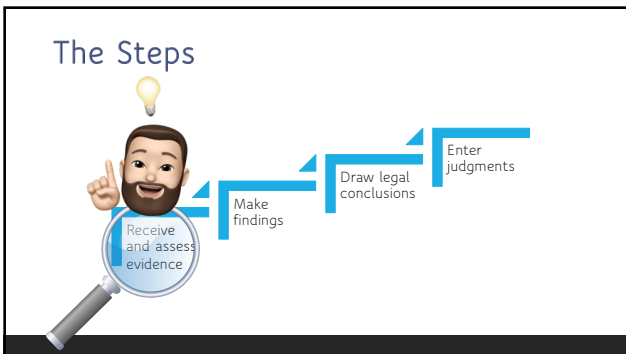 The Steps
Receive
and assess
evidence
Make
findings
Draw legal
conclusions
Enter
judgments